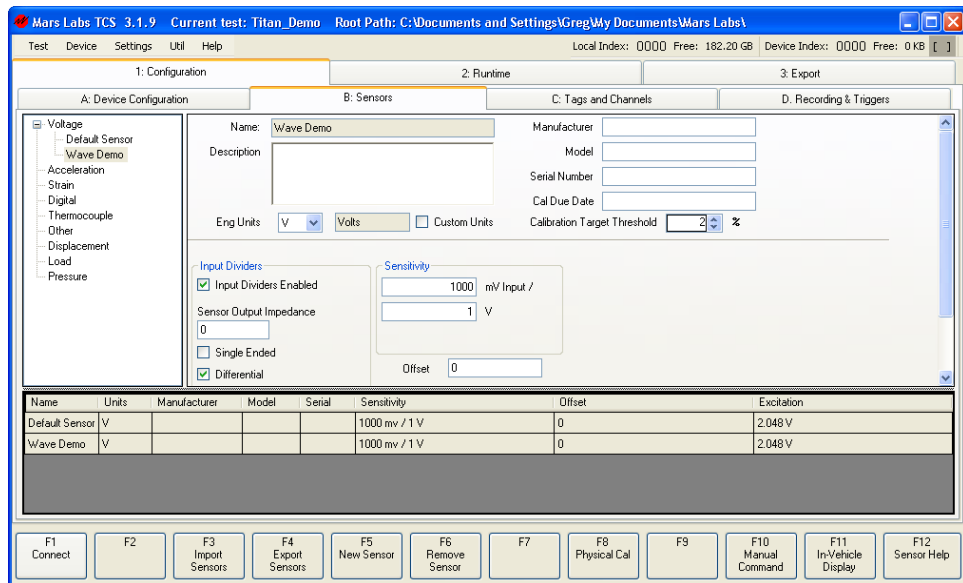 Mars Labs TCS 3.1.9 Current test: Titan_Demo Root Path: C:\Documents and Settings\Greg\My Documents\Mars Labs\
Test Device Settings Util Help Local Index: 0000 Free: 182.20 GB Device Index: 0000 Free: 0 KB [ ]
1: Configuration 2: Runtime 3: Export
A: Device Configuration B: Sensors C: Tags and Channels D. Recording & Triggers
Voltage
Default Sensor
Wave Demo
Acceleration
Strain
Digital
Thermocouple
Other
Displacement
Load
Pressure
Name: Wave Demo
Description
Eng Units V Volts Custom Units
Manufacturer
Model
Serial Number
Cal Due Date
Calibration Target Threshold 2 %
Input Dividers
Input Dividers Enabled
Sensor Output Impedance
0
Single Ended
Differential
Sensitivity
1000 mV Input /
1 V
Offset 0
Name Units Manufacturer Model Serial Sensitivity Offset Excitation
Default Sensor V 1000 mv / 1 V 0 2.048 V
Wave Demo V 1000 mv / 1 V 0 2.048 V
F1 Connect
F2
F3 Import Sensors
F4 Export Sensors
F5 New Sensor
F6 Remove Sensor
F7
F8 Physical Cal
F9
F10 Manual Command
F11 In-Vehicle Display
F12 Sensor Help